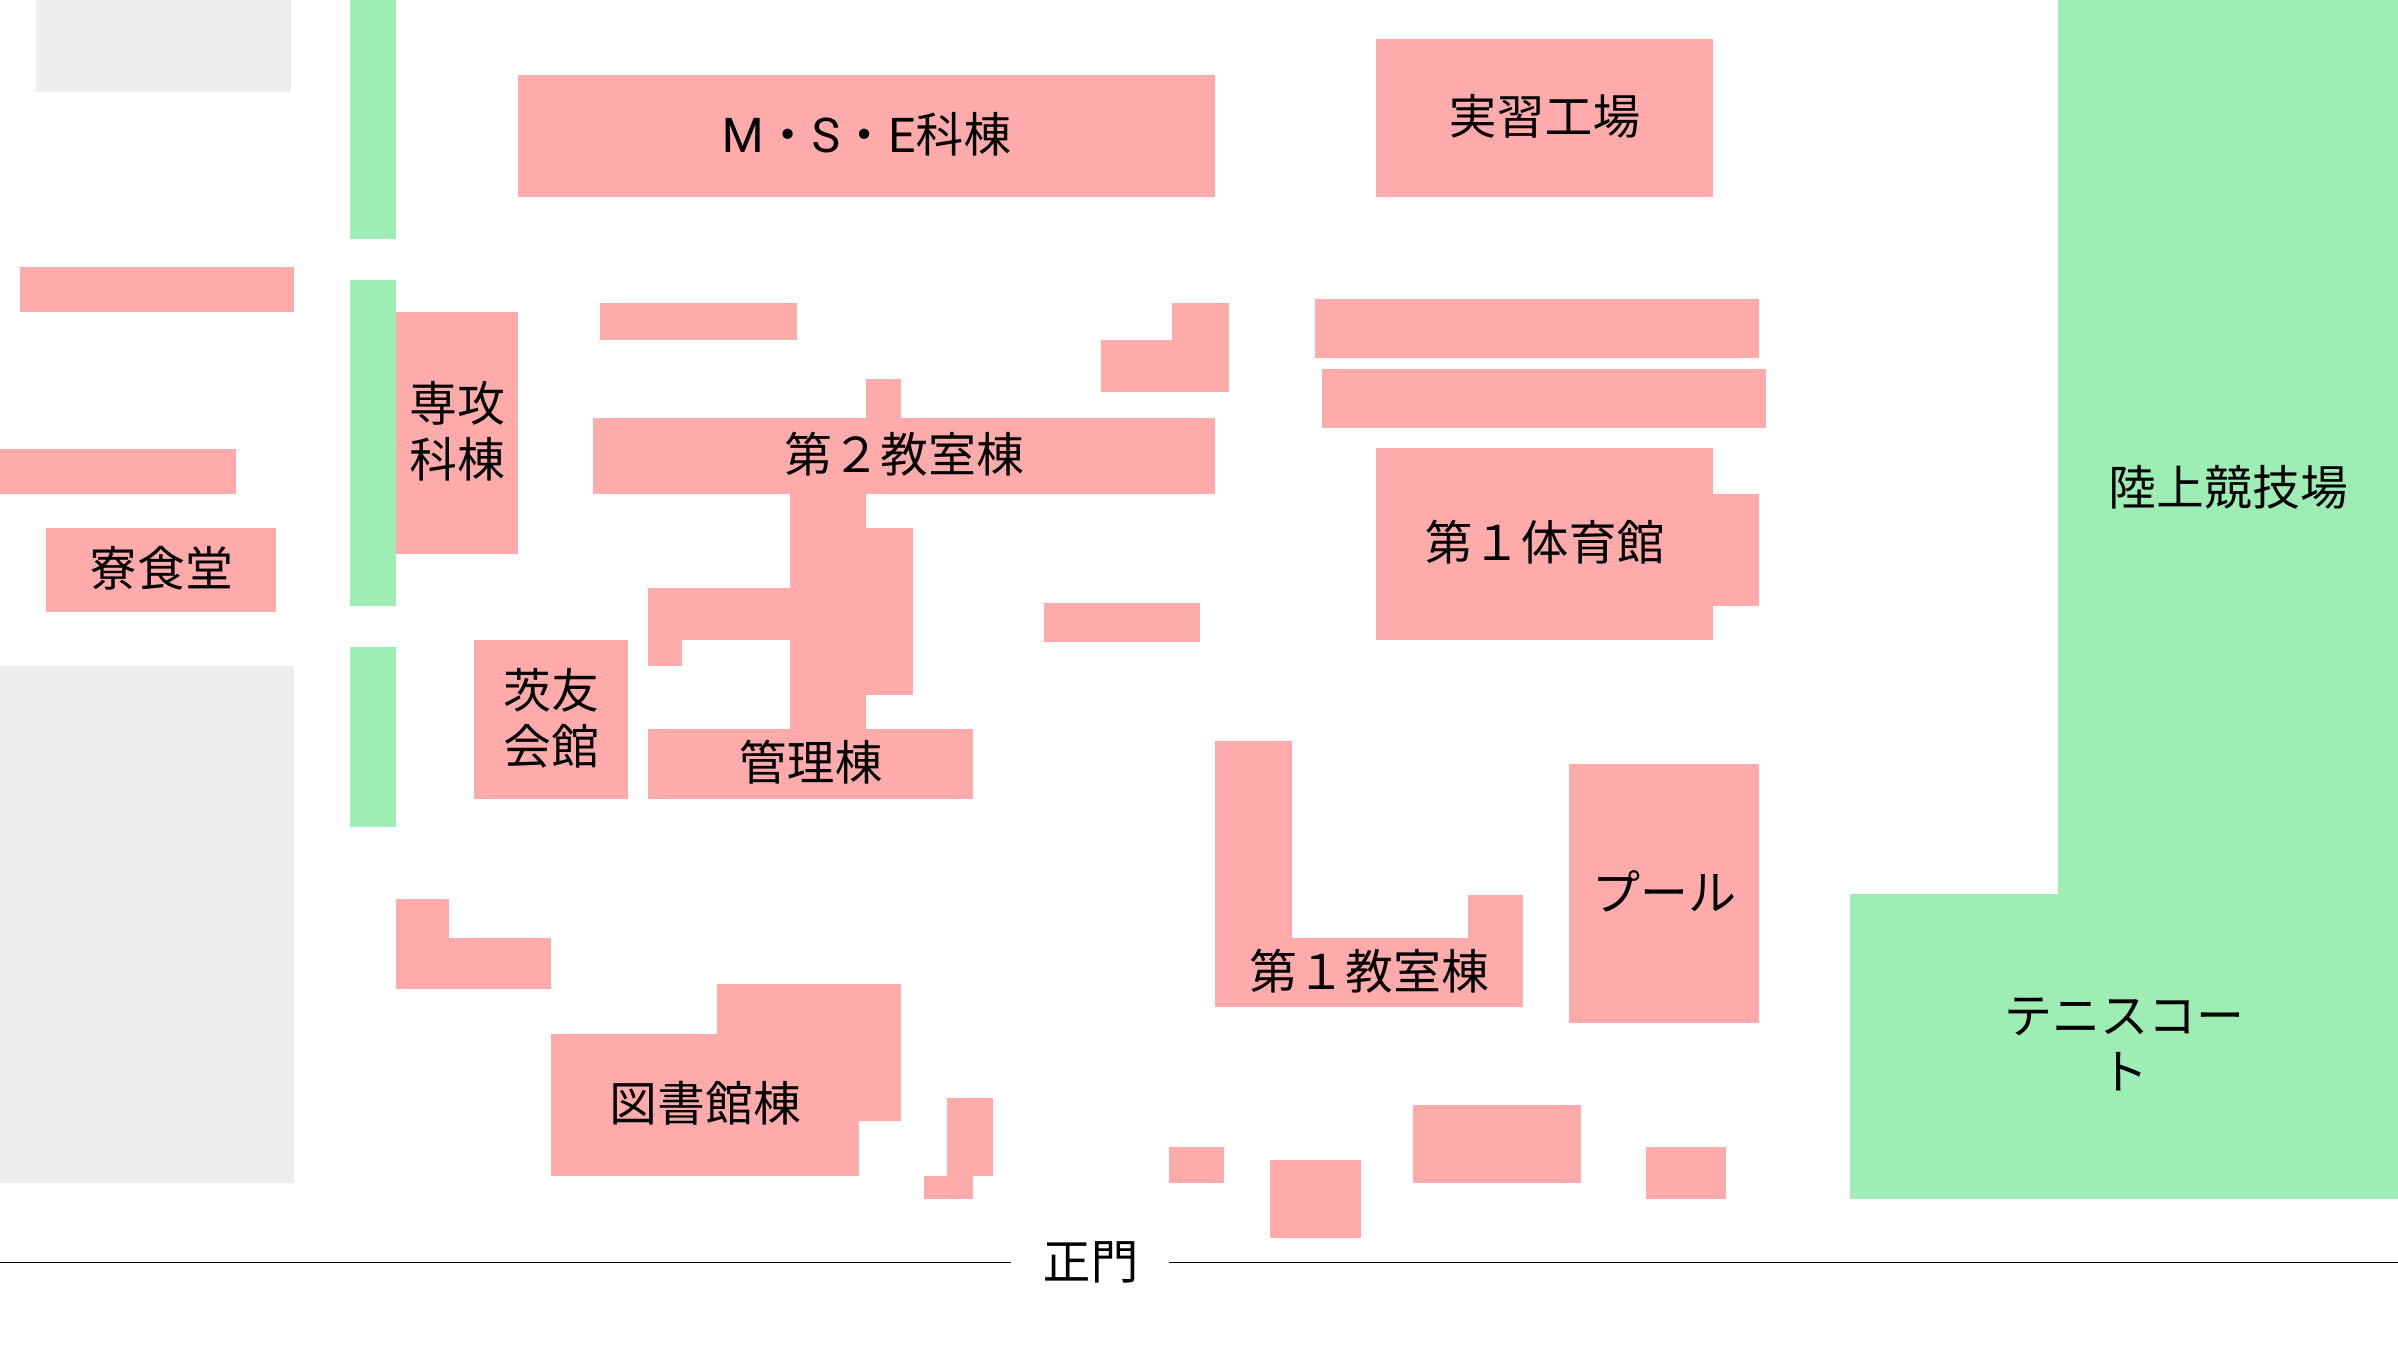 M・S・E科棟
実習工場
専攻
科棟
第２教室棟
陸上競技場
第１体育館
寮食堂
茨友
会館
管理棟
プール
第１教室棟
テニスコー
ト
図書館棟
正門